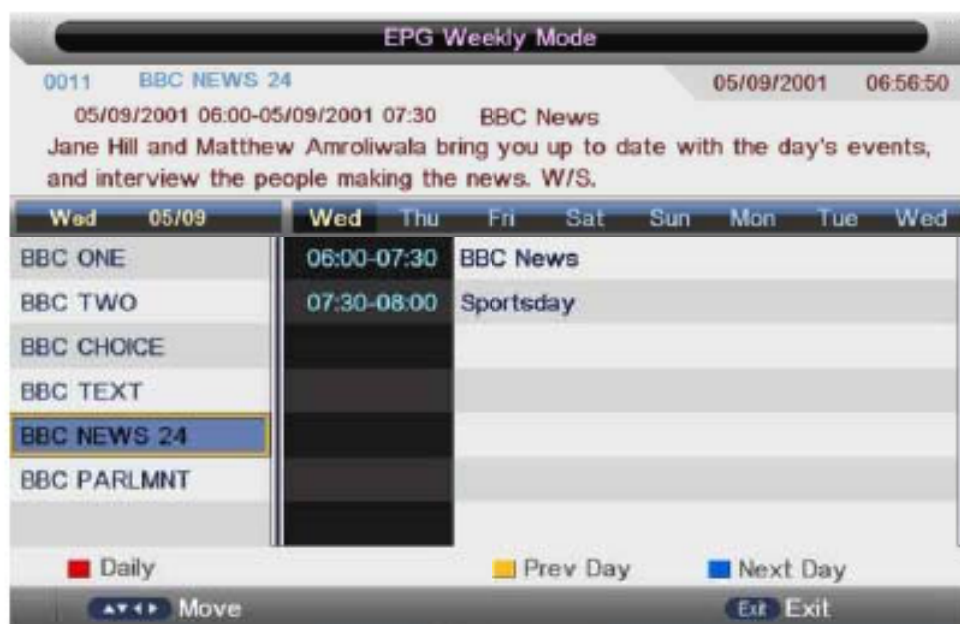 EPG Weekly Mode
0011 BBC NEWS 24 05/09/2001 06:56:50
05/09/2001 06:00-05/09/2001 07:30 BBC News
Jane Hill and Matthew Amroliwala bring you up to date with the day's events,
and interview the people making the news. W/S.
Wed 05/09 Wed Thu Fri Sat Sun Mon Tue Wed
BBC ONE 06:00-07:30 BBC News
BBC TWO 07:30-08:00 Sportsday
BBC CHOICE
BBC TEXT
BBC NEWS 24
BBC PARLMNT
Daily Prev Day Next Day
Move Exit Exit